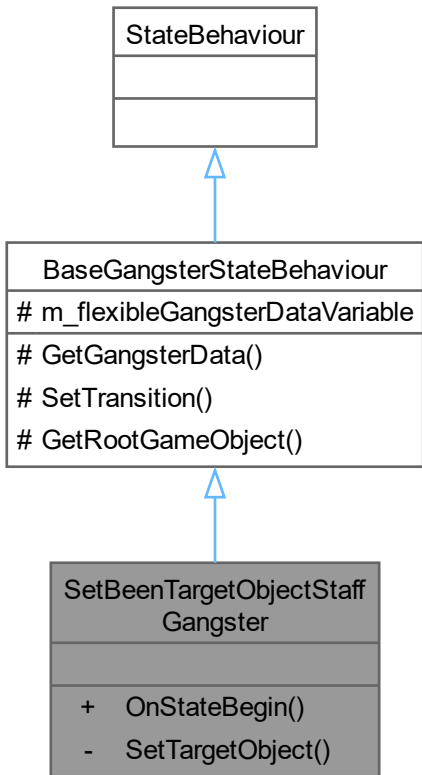 StateBehaviour
BaseGangsterStateBehaviour
# m_flexibleGangsterDataVariable
# GetGangsterData()
# SetTransition()
# GetRootGameObject()
SetBeenTargetObjectStaff
Gangster
+ OnStateBegin()
- SetTargetObject()